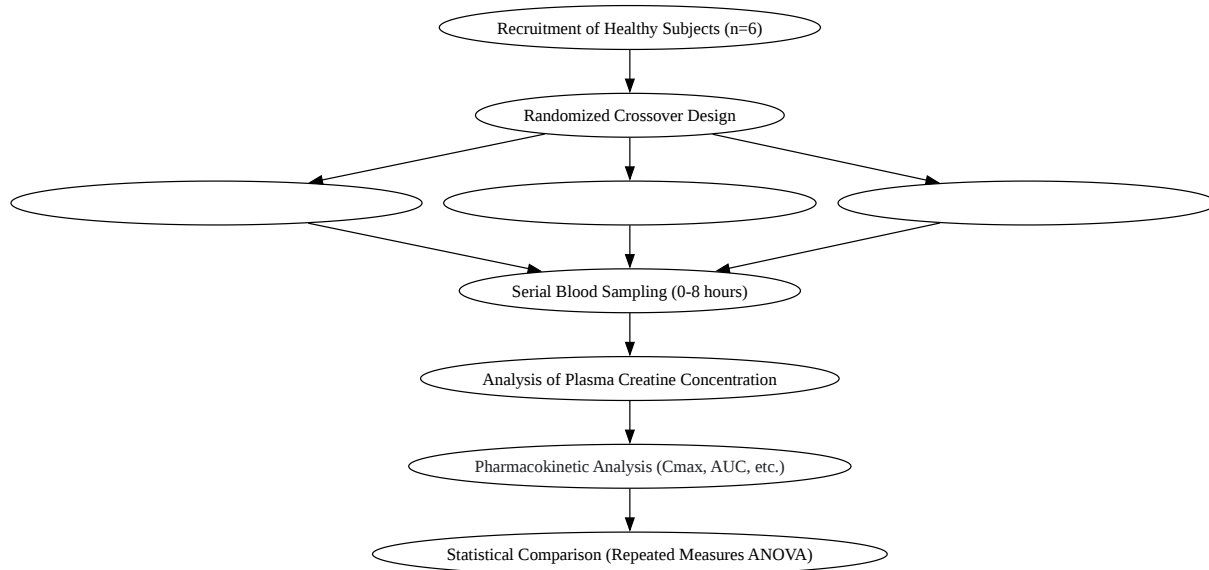 Recruitment of Healthy Subjects (n=6)
Randomized Crossover Design
Serial Blood Sampling (0-8 hours)
Analysis of Plasma Creatine Concentration
Pharmacokinetic Analysis (Cmax, AUC, etc.)
Statistical Comparison (Repeated Measures ANOVA)